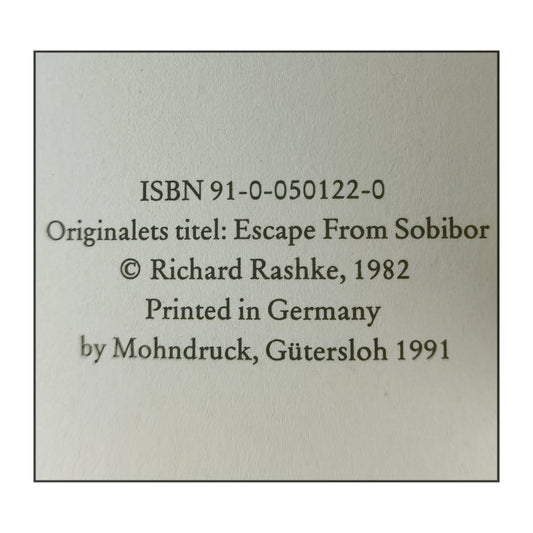 ISBN 91-0-050122-0
Originalets titel: Escape From Sobibor
© Richard Rashke, 1982
Printed in Germany
by Mohndruck, Gütersloh 1991